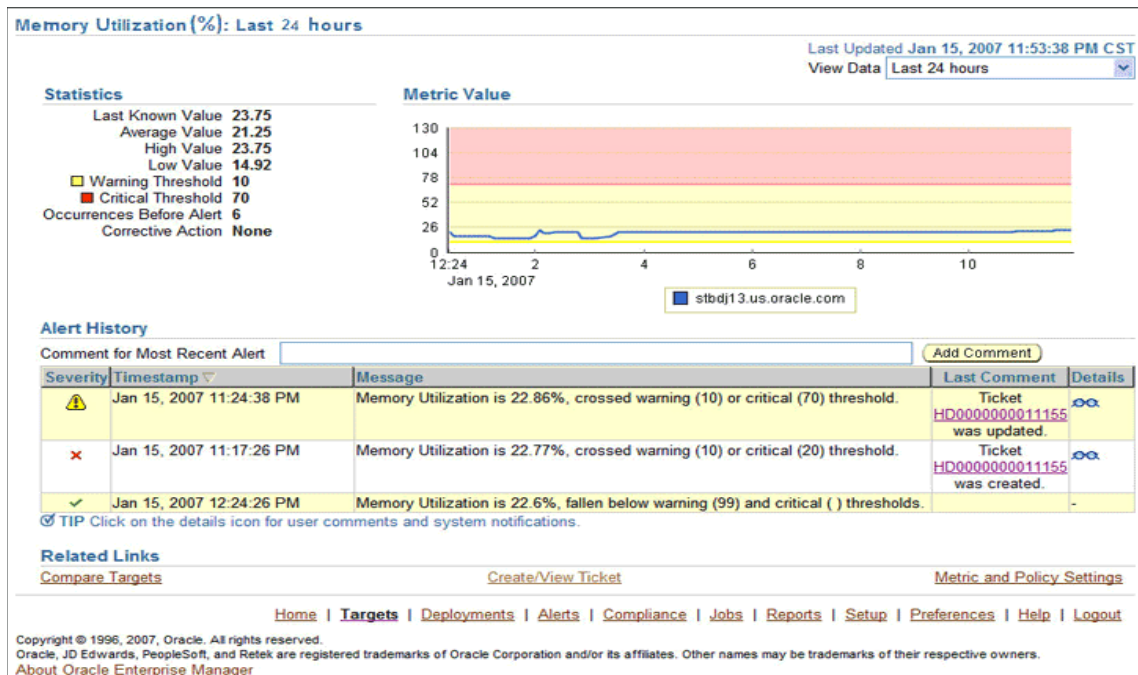 Memory Utilization(%): Last 24 hours
Last Updated Jan 15, 2007 11:53:38 PM CST
View Data Last 24 hours
Statistics
Last Known Value 23.75
Average Value 21.25
High Value 23.75
Low Value 14.92
Warning Threshold 10
Critical Threshold 70
Occurrences Before Alert 6
Corrective Action None
Metric Value
130
104
78
52
26
0
12:24 2 4 6 8 10
Jan 15, 2007
stbdj13.us.oracle.com
Alert History
Comment for Most Recent Alert Add Comment
Severity Timestamp Message Last Comment Details
Jan 15, 2007 11:24:38 PM Memory Utilization is 22.86%, crossed warning (10) or critical (70) threshold. Ticket
HD0000000011155
was updated.
Jan 15, 2007 11:17:26 PM Memory Utilization is 22.77%, crossed warning (10) or critical (20) threshold. Ticket
HD0000000011155
was created.
Jan 15, 2007 12:24:26 PM Memory Utilization is 22.6%, fallen below warning (99) and critical ( ) thresholds. -
TIP Click on the details icon for user comments and system notifications.
Related Links
Compare Targets Create/View Ticket Metric and Policy Settings
Home | Targets | Deployments | Alerts | Compliance | Jobs | Reports | Setup | Preferences | Help | Logout
Copyright © 1996, 2007, Oracle. All rights reserved.
Oracle, JD Edwards, PeopleSoft, and Retek are registered trademarks of Oracle Corporation and/or its affiliates. Other names may be trademarks of their respective owners.
About Oracle Enterprise Manager